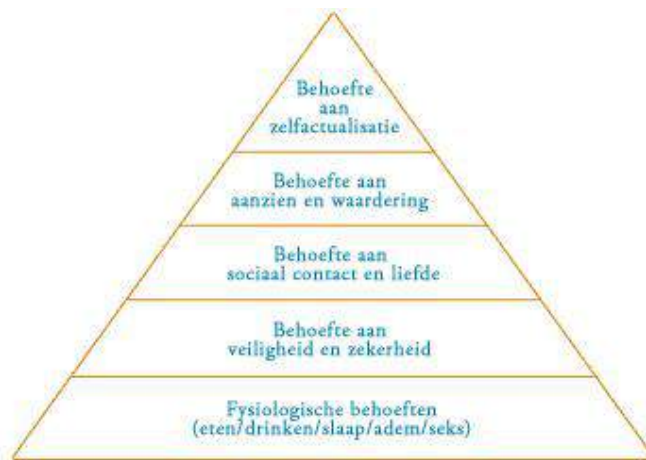 Behoefte
aan
zelfactualisatie
Behoefte aan
aanzien en waardering
Behoefte aan
sociaal contact en liefde
Behoefte aan
veiligheid en zekerheid
Fysiologische behoeften
(eten/drinken/slaap/adem/seks)